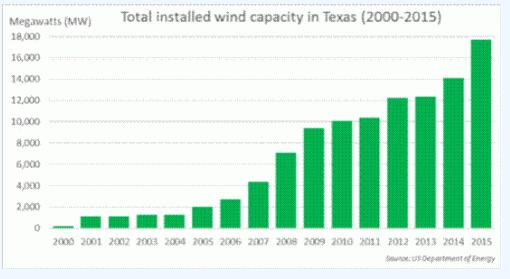 Megawatts (MW)
Total installed wind capacity in Texas (2000-2015)
18,000
16,000
14,000
12,000
10,000
8,000
6,000
4,000
2,000
0
2000 2001 2002 2003 2004 2005 2006 2007 2008 2009 2010 2011 2012 2013 2014 2015
Source: US Department of Energy